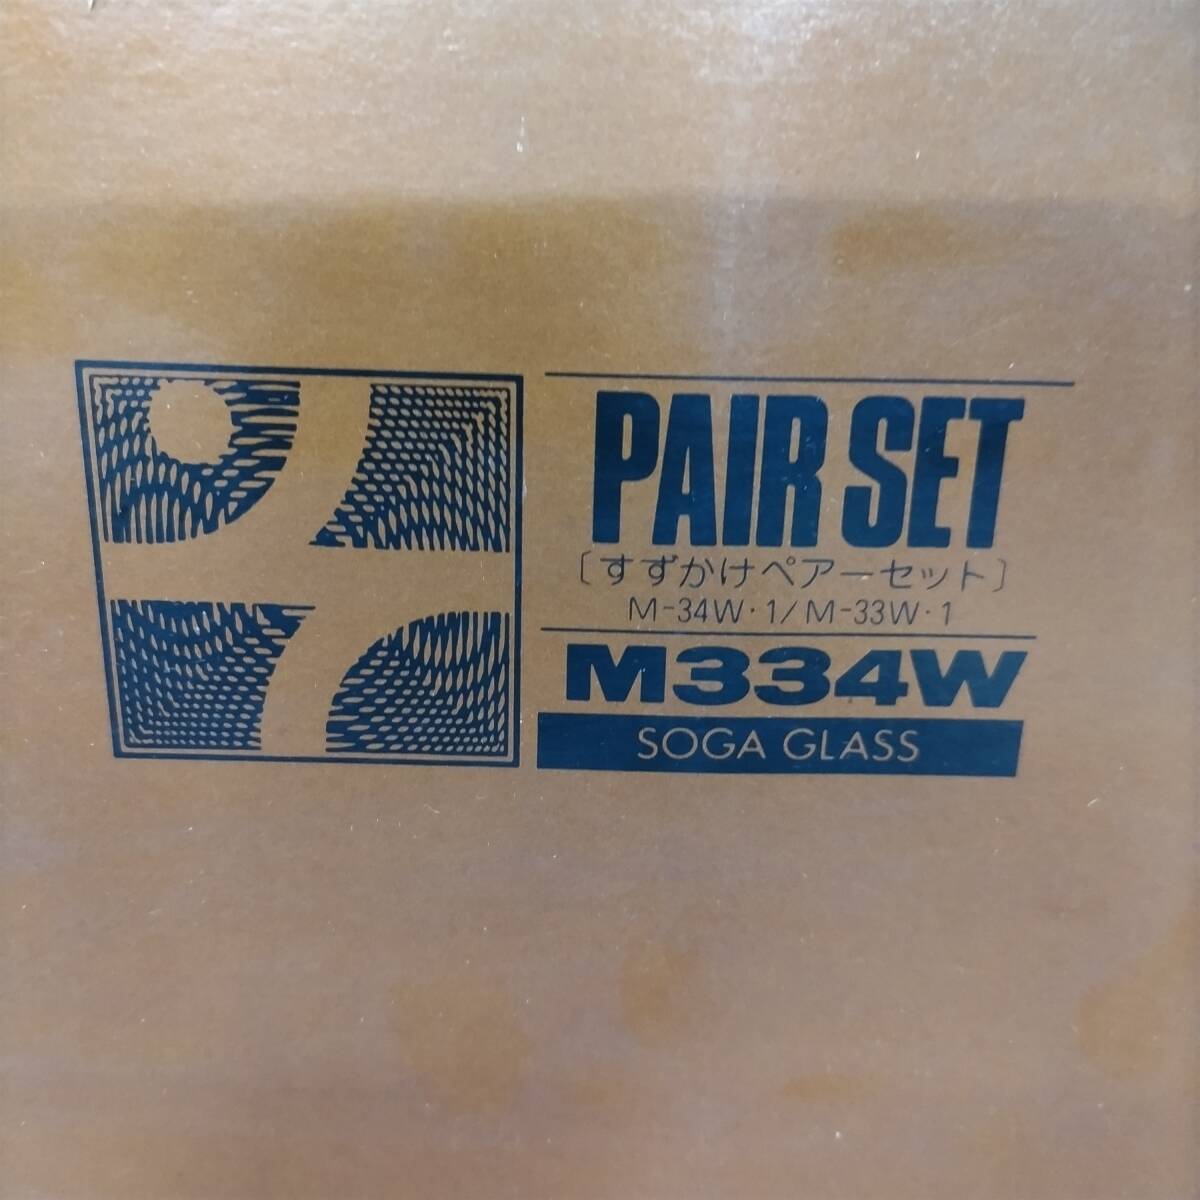 PAIR SET
〔すずかけペアーセット〕
M-34W・1/M-33W・1
M334W
SOGA GLASS